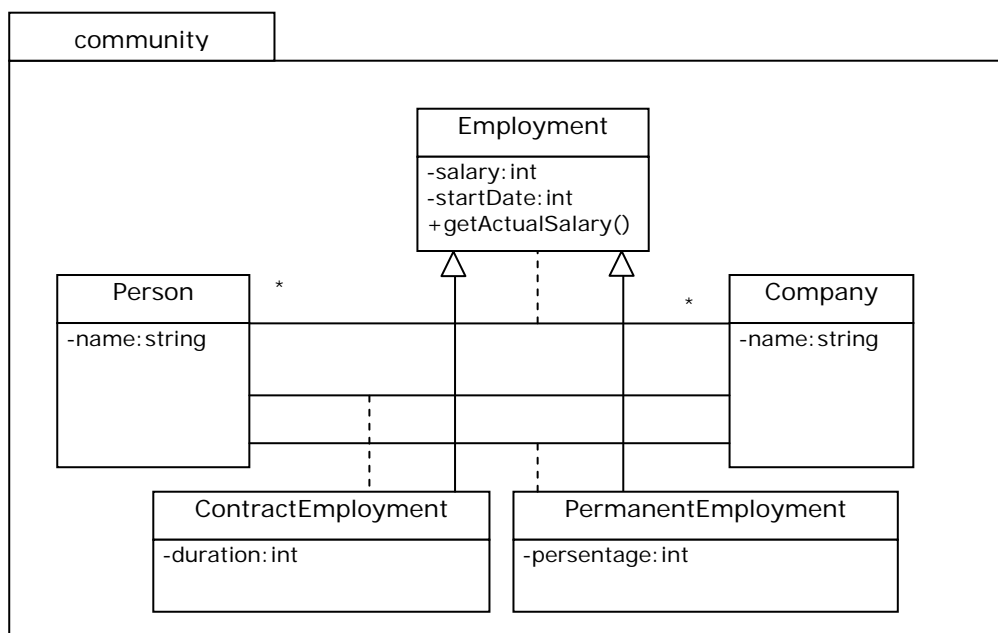 community
Employment
-salary:int
-startDate:int
+getActualSalary()
Person
*
-name:string
*
Company
-name:string
ContractEmployment
-duration:int
PermanentEmployment
-persentage:int